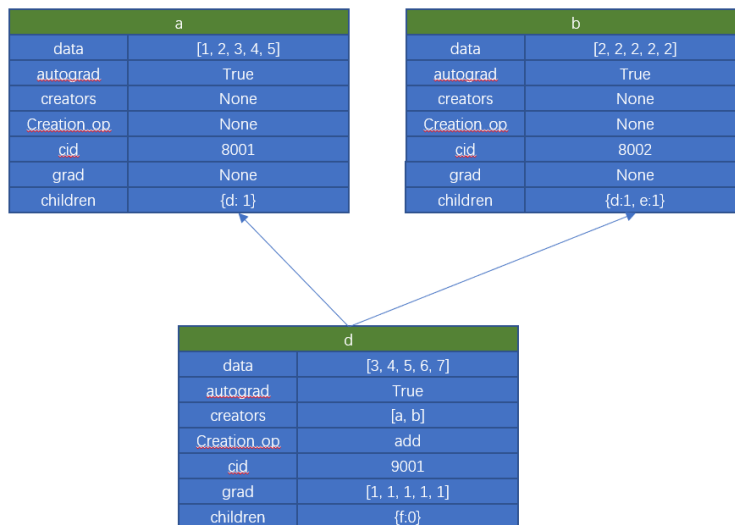 a
data [1, 2, 3, 4, 5]
autograd True
creators None
Creation_op None
cid 8001
grad None
children {d: 1}
b
data [2, 2, 2, 2, 2]
autograd True
creators None
Creation_op None
cid 8002
grad None
children {d:1, e:1}
d
data [3, 4, 5, 6, 7]
autograd True
creators [a, b]
Creation_op add
cid 9001
grad [1, 1, 1, 1, 1]
children {f:0}